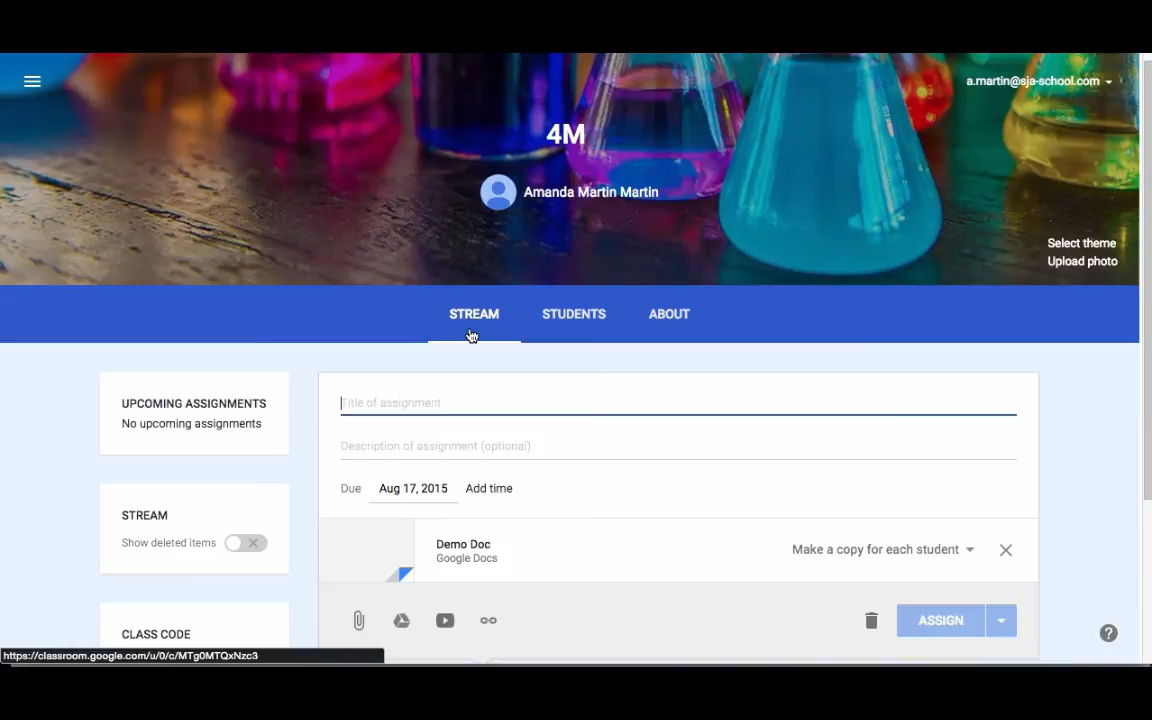 a.martin@sja-school.com
4M
Amanda Martin Martin
Select theme
Upload photo
STREAM
STUDENTS
ABOUT
UPCOMING ASSIGNMENTS
No upcoming assignments
Title of assignment
Description of assignment (optional)
Due Aug 17, 2015 Add time
STREAM
Show deleted items
Demo Doc
Google Docs
Make a copy for each student
ASSIGN
CLASS CODE
https://classroom.google.com/u/0/c/MTg0MTQxNzc3